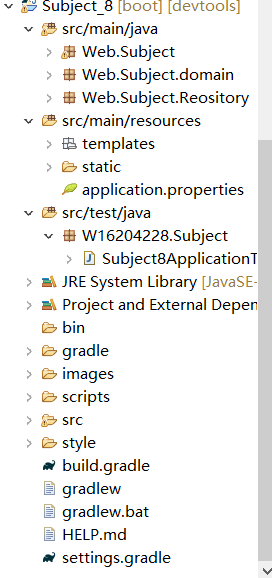 Subject_8 [boot] [devtools]
src/main/java
Web.Subject
Web.Subject.domain
Web.Subject.Reository
src/main/resources
templates
static
application.properties
src/test/java
W16204228.Subject
Subject8ApplicationT
JRE System Library [JavaSE-
Project and External Depen
bin
gradle
images
scripts
src
style
build.gradle
gradlew
gradlew.bat
HELP.md
settings.gradle